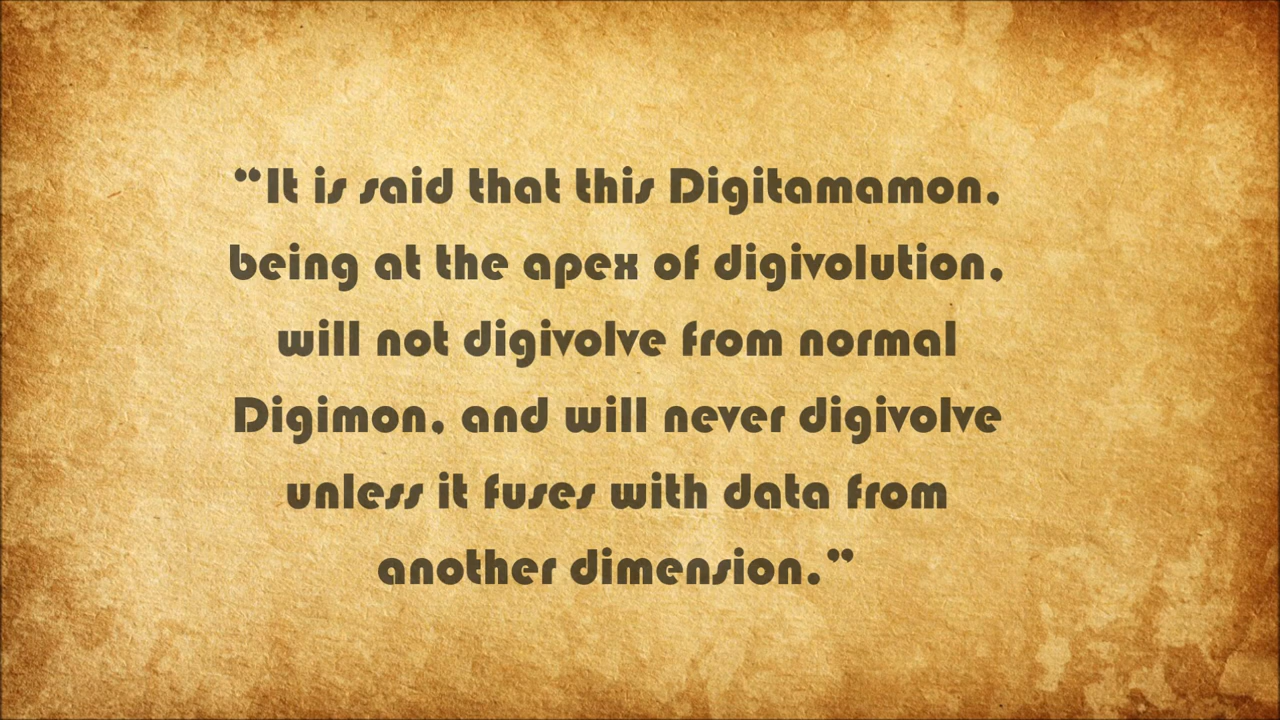 “It is said that this Digitamamon,
being at the apex of digivolution,
will not digivolve from normal
Digimon, and will never digivolve
unless it fuses with data from
another dimension.”